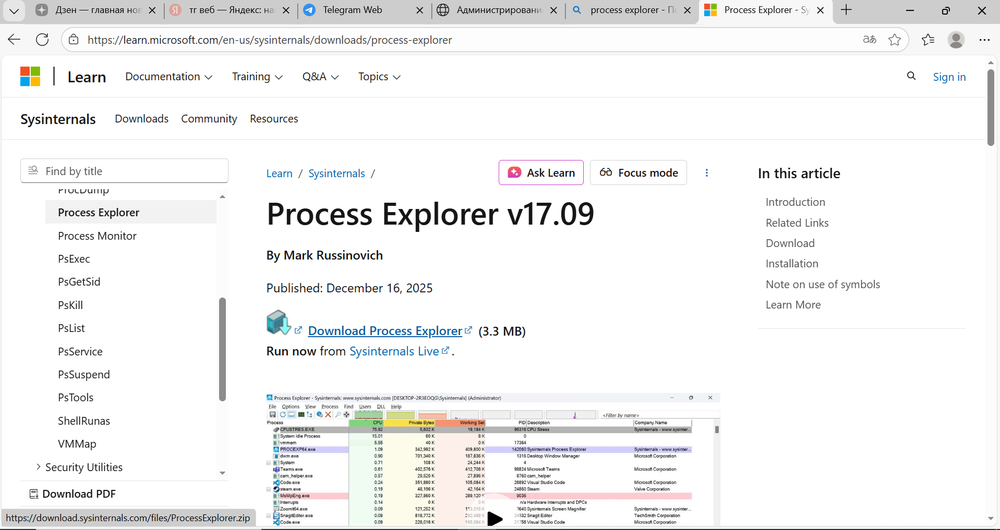 Дзен — главная нов
тг веб — Яндекс: на
Telegram Web
Администрировани
process explorer - По
Process Explorer - Sy
https://learn.microsoft.com/en-us/sysinternals/downloads/process-explorer
Learn Documentation Training Q&A Topics Sign in
Sysinternals Downloads Community Resources
Find by title
ProcDump
Process Explorer
Process Monitor
PsExec
PsGetSid
PsKill
PsList
PsService
PsSuspend
PsTools
ShellRunas
VMMap
Security Utilities
Download PDF
https://download.sysinternals.com/files/ProcessExplorer.zip
Learn / Sysinternals /
Ask Learn
Focus mode
Process Explorer v17.09
By Mark Russinovich
Published: December 16, 2025
Download Process Explorer (3.3 MB)
Run now from Sysinternals Live.
Process Explorer - Sysinternals: www.sysinternals.com [DESKTOP-2R3EOQG\Sysinternals] (Administrator)
File Options View Process Find Users DLL Help
<Filter by name>
Process CPU Private Bytes Working Set PID Description Company Name
CPUSTRES.EXE 75.92 5,632 K 19,184 K 96316 CPU Stress Sysinternals - www.sysinter...
System Idle Process 15.01 60 K 8 K 0
vmmem 5.55 40 K 0 K 17364
PROCEXP64.exe 1.09 342,992 K 409,800 K 142060 Sysinternals Process Explorer Sysinternals - www.sysinter...
dwm.exe 0.90 701,340 K 187,836 K 1316 Desktop Window Manager Microsoft Corporation
System 0.71 108 K 24,244 K 4
Teams.exe 0.61 402,576 K 412,708 K 98824 Microsoft Teams Microsoft Corporation
cam_helper.exe 0.57 29,520 K 27,896 K 8760 cam_helper
Code.exe 0.24 351,880 K 105,084 K 26892 Visual Studio Code Microsoft Corporation
steam.exe 0.19 48,196 K 42,164 K 24860 Steam Valve Corporation
MsMpEng.exe 0.19 327,860 K 289,120 K 9036
Interrupts 0.14 0 K 0 K n/a Hardware Interrupts and DPCs
ZoomIt64.exe 0.09 121,252 K 113,316 K 3640 Sysinternals Screen Magnifier Sysinternals - www.sysinter...
SnagitEditor.exe 0.09 818,772 K 292,488 K 24532 Snagit Editor TechSmith Corporation
Code.exe 0.09 228,016 K 195,084 K 21756 Visual Studio Code Microsoft Corporation
In this article
Introduction
Related Links
Download
Installation
Note on use of symbols
Learn More